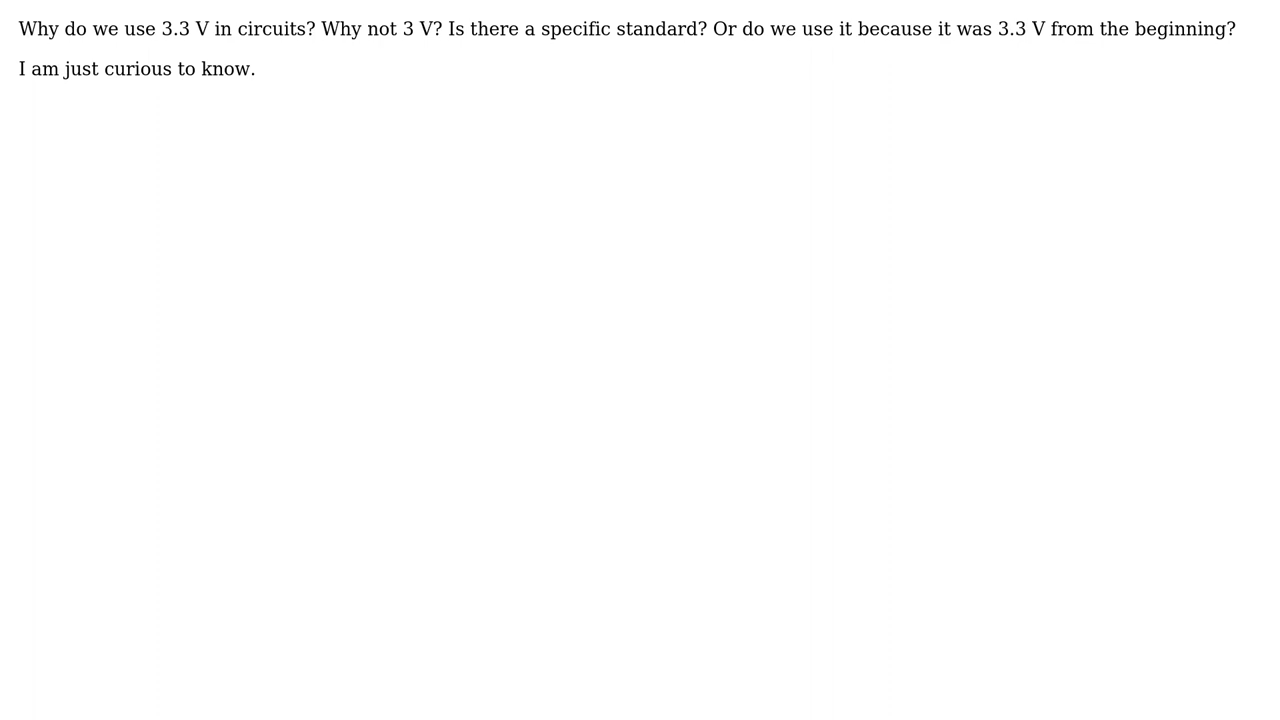 Why do we use 3.3 V in circuits? Why not 3 V? Is there a specific standard? Or do we use it because it was 3.3 V from the beginning?
I am just curious to know.